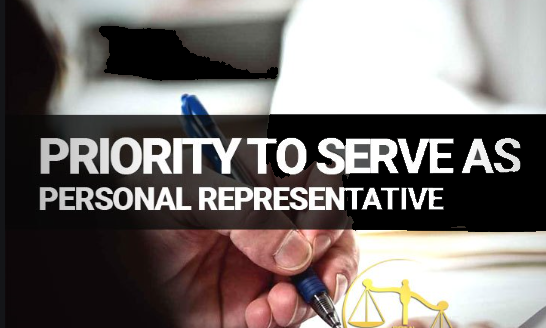 PRIORITY TO SERVE AS
PERSONAL REPRESENTATIVE